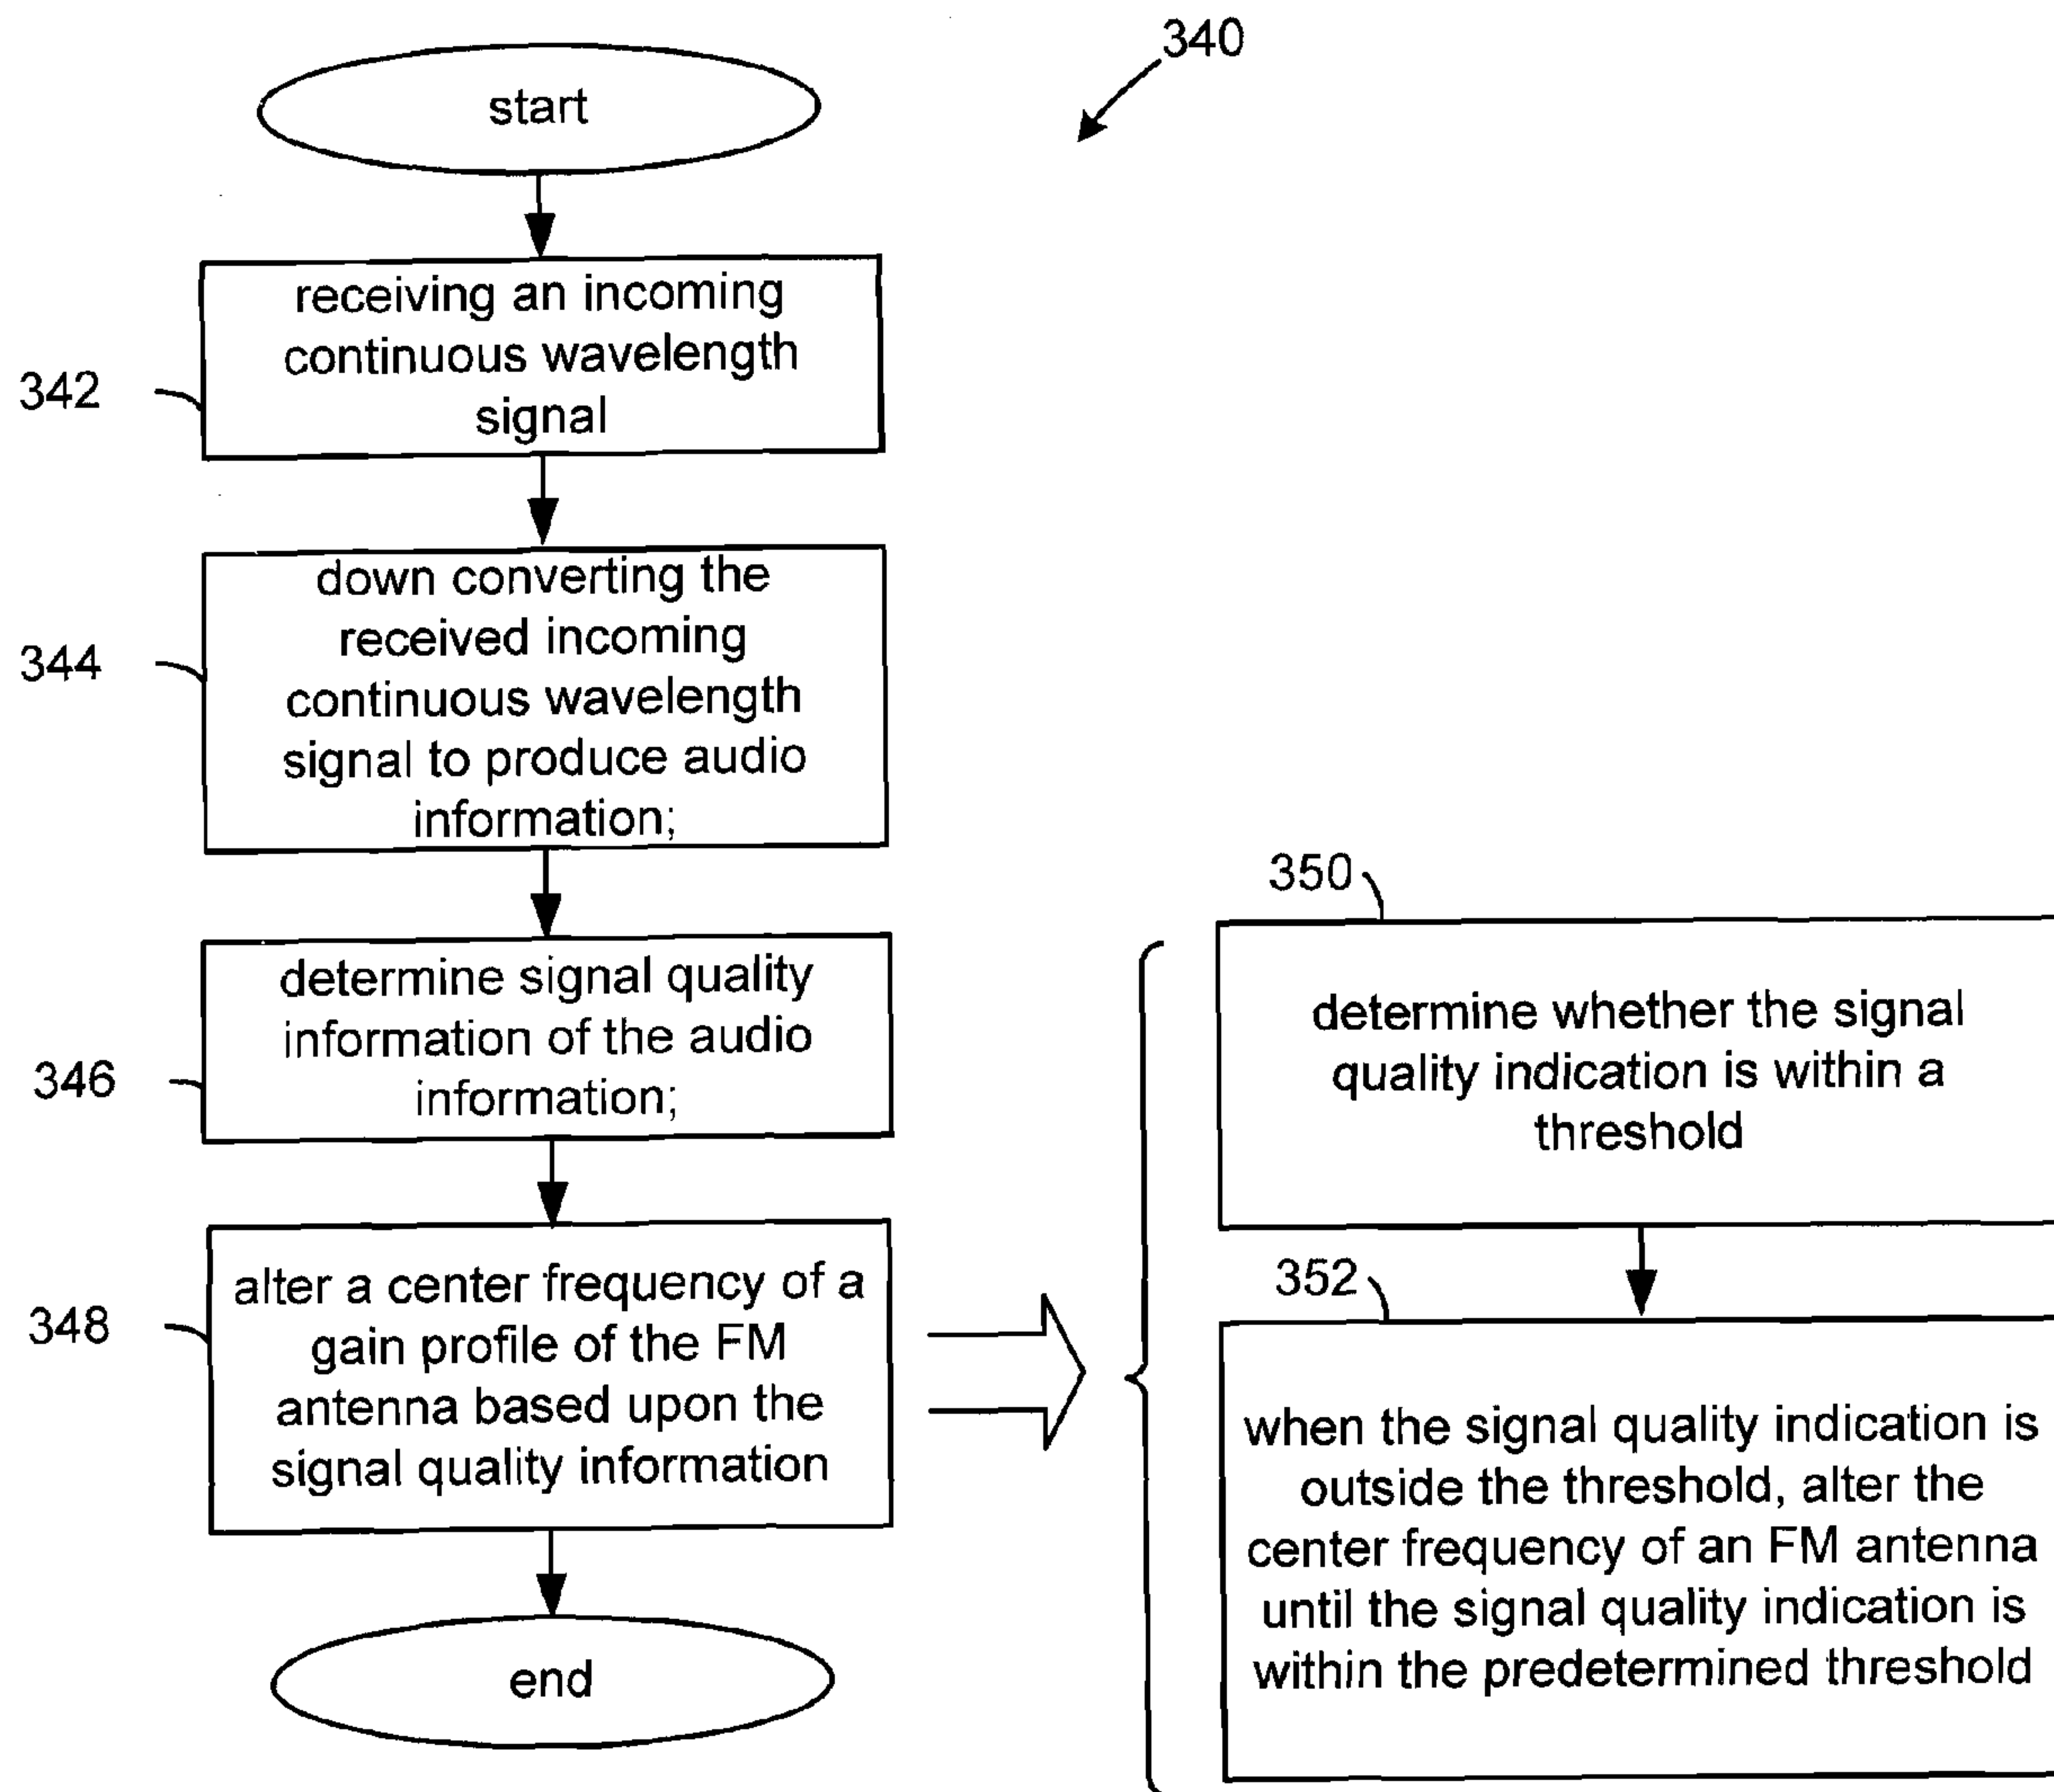 340
start
342
receiving an incoming
continuous wavelength
signal
344
down converting the
received incoming
continuous wavelength
signal to produce audio
information;
346
determine signal quality
information of the audio
information;
348
alter a center frequency of a
gain profile of the FM
antenna based upon the
signal quality information
end
350
determine whether the signal
quality indication is within a
threshold
352
when the signal quality indication is
outside the threshold, alter the
center frequency of an FM antenna
until the signal quality indication is
within the predetermined threshold